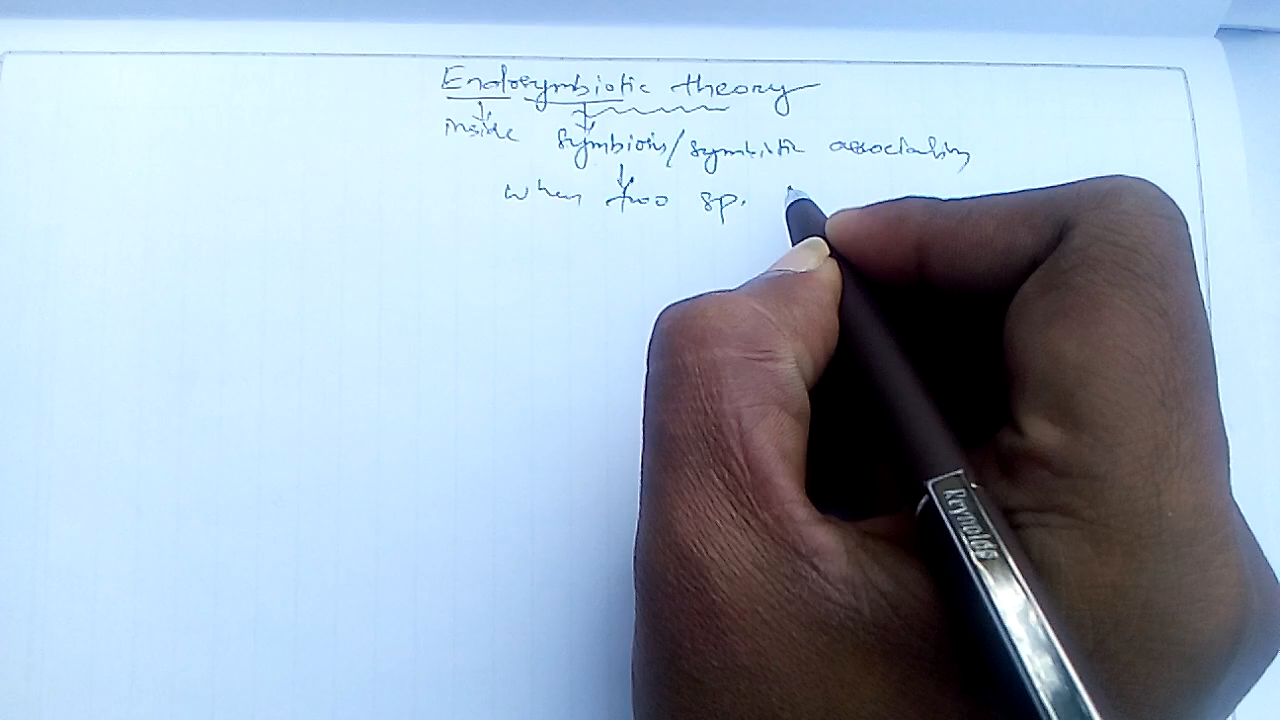 Endosymbiotic theory
inside symbiosis/symbiotic association
when two sp.
Reynolds